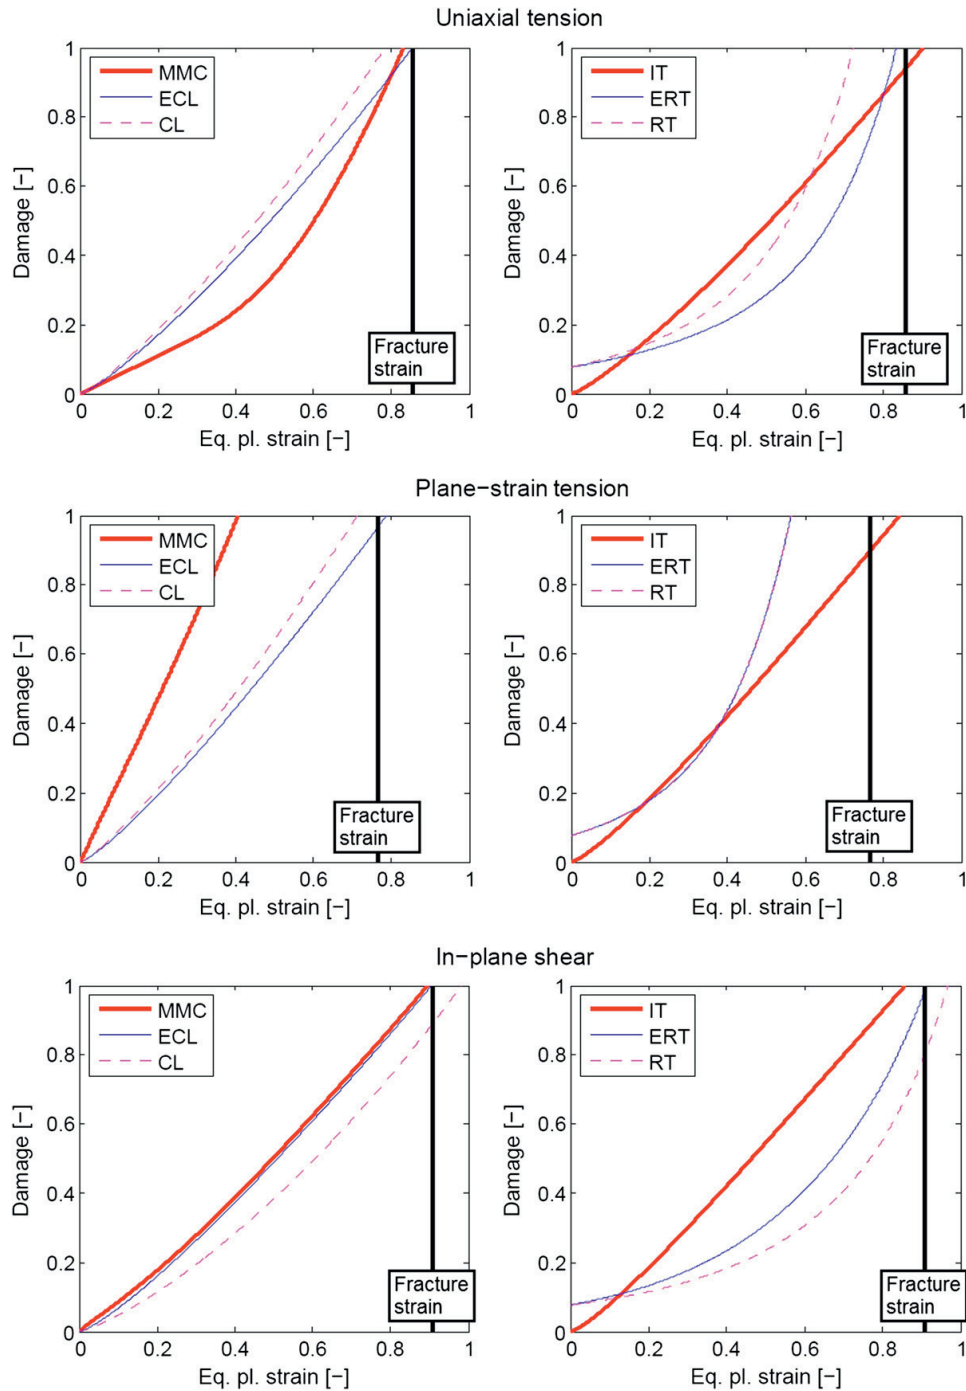 Uniaxial tension
1
0.8
0.6
0.4
0.2
0
Damage [−]
MMC
ECL
CL
Fracture
strain
0 0.2 0.4 0.6 0.8 1
Eq. pl. strain [−]
1
0.8
0.6
0.4
0.2
0
Damage [−]
IT
ERT
RT
Fracture
strain
0 0.2 0.4 0.6 0.8 1
Eq. pl. strain [−]
Plane−strain tension
1
0.8
0.6
0.4
0.2
0
Damage [−]
MMC
ECL
CL
Fracture
strain
0 0.2 0.4 0.6 0.8 1
Eq. pl. strain [−]
1
0.8
0.6
0.4
0.2
0
Damage [−]
IT
ERT
RT
Fracture
strain
0 0.2 0.4 0.6 0.8 1
Eq. pl. strain [−]
In−plane shear
1
0.8
0.6
0.4
0.2
0
Damage [−]
MMC
ECL
CL
Fracture
strain
0 0.2 0.4 0.6 0.8 1
Eq. pl. strain [−]
1
0.8
0.6
0.4
0.2
0
Damage [−]
IT
ERT
RT
Fracture
strain
0 0.2 0.4 0.6 0.8 1
Eq. pl. strain [−]